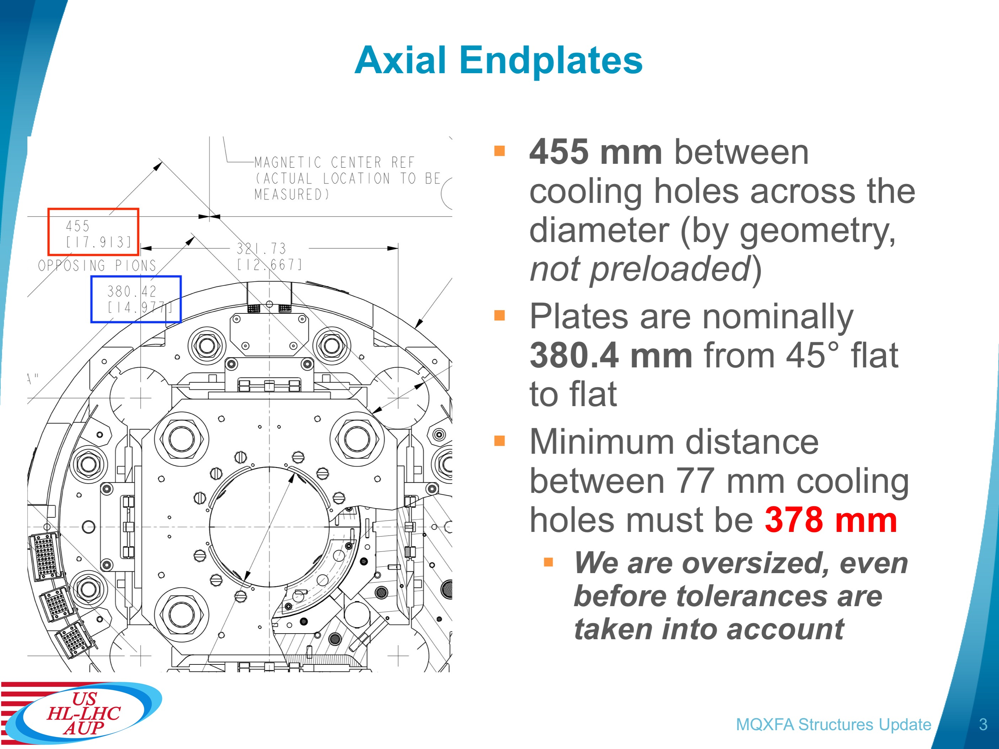 Axial Endplates
MAGNETIC CENTER REF
(ACTUAL LOCATION TO BE
MEASURED)
455
[17.913]
OPPOSING PIONS
321.73
[12.667]
380.42
[14.977]
A"
▪ 455 mm between
cooling holes across the
diameter (by geometry,
not preloaded)
▪ Plates are nominally
380.4 mm from 45° flat
to flat
▪ Minimum distance
between 77 mm cooling
holes must be 378 mm
▪ We are oversized, even
before tolerances are
taken into account
US
HL-LHC
AUP
MQXFA Structures Update
3